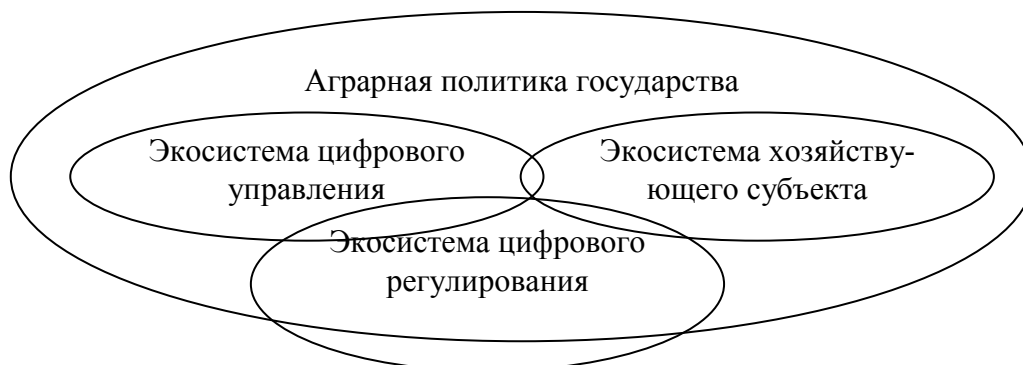 Аграрная политика государства
Экосистема цифрового
управления
Экосистема хозяйству-
ющего субъекта
Экосистема цифрового
регулирования